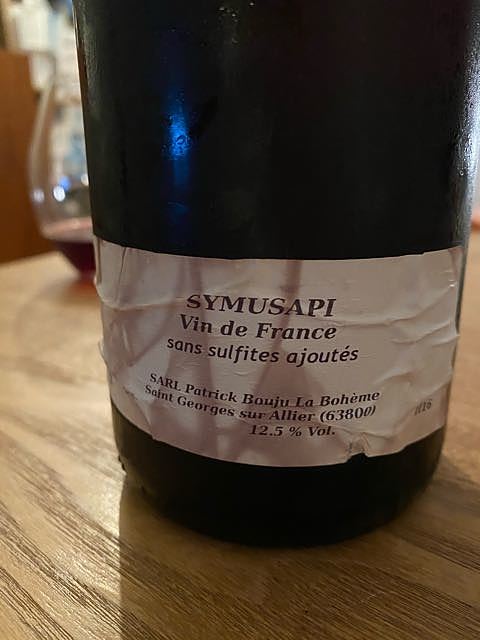 SYMUSAPI
Vin de France
sans sulfites ajoutés
SARL Patrick Bouju La Bohème
Saint Georges sur Allier (63800)
12.5 % Vol.